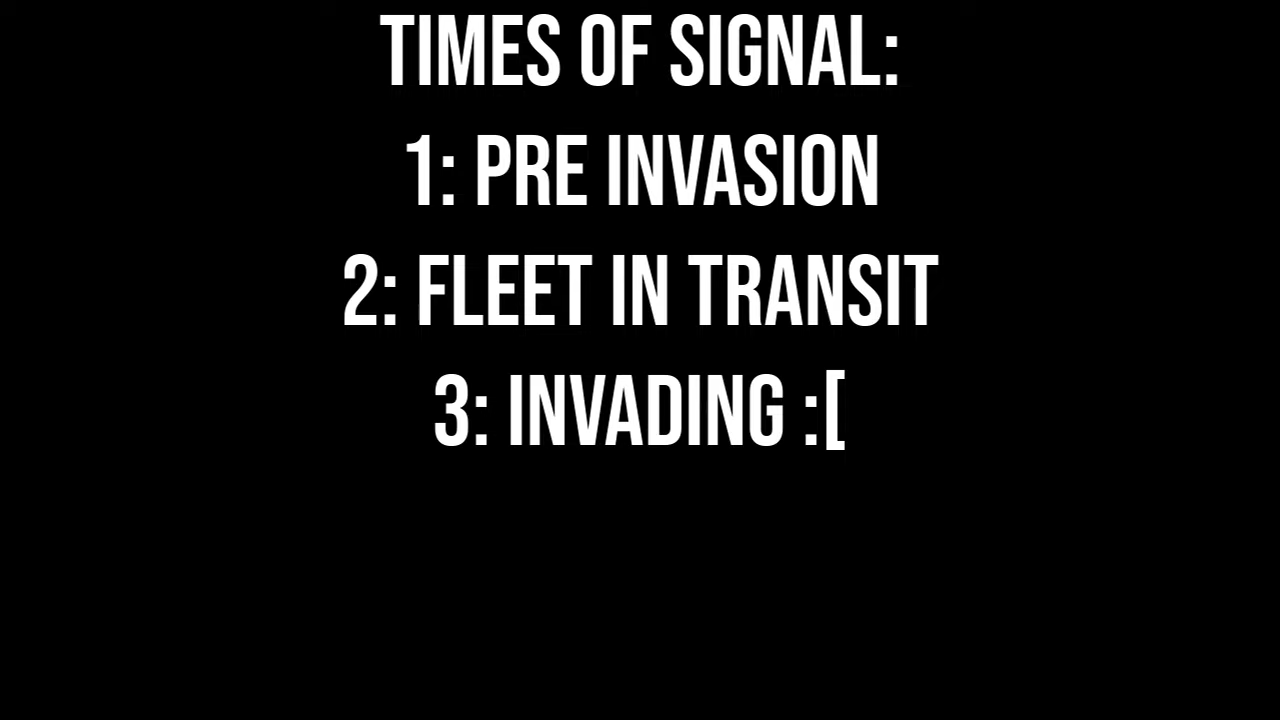 TIMES OF SIGNAL:
1: PRE INVASION
2: FLEET IN TRANSIT
3: INVADING :[